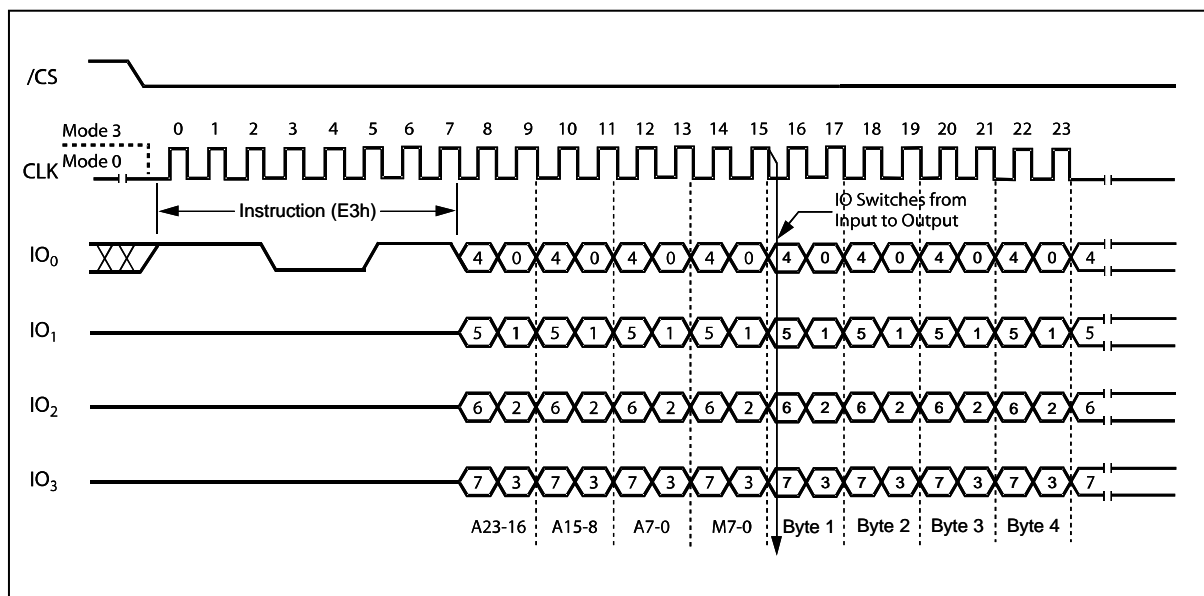 /CS
Mode 3
0 1 2 3 4 5 6 7 8 9 10 11 12 13 14 15 16 17 18 19 20 21 22 23
Mode 0
CLK
Instruction (E3h)
IO Switches from
Input to Output
IO0 4 0 4 0 4 0 4 0 4 0 4 0 4 0 4 0 4
IO1 5 1 5 1 5 1 5 1 5 1 5 1 5 1 5 1 5
IO2 6 2 6 2 6 2 6 2 6 2 6 2 6 2 6 2 6
IO3 7 3 7 3 7 3 7 3 7 3 7 3 7 3 7 3 7
A23-16 A15-8 A7-0 M7-0 Byte 1 Byte 2 Byte 3 Byte 4